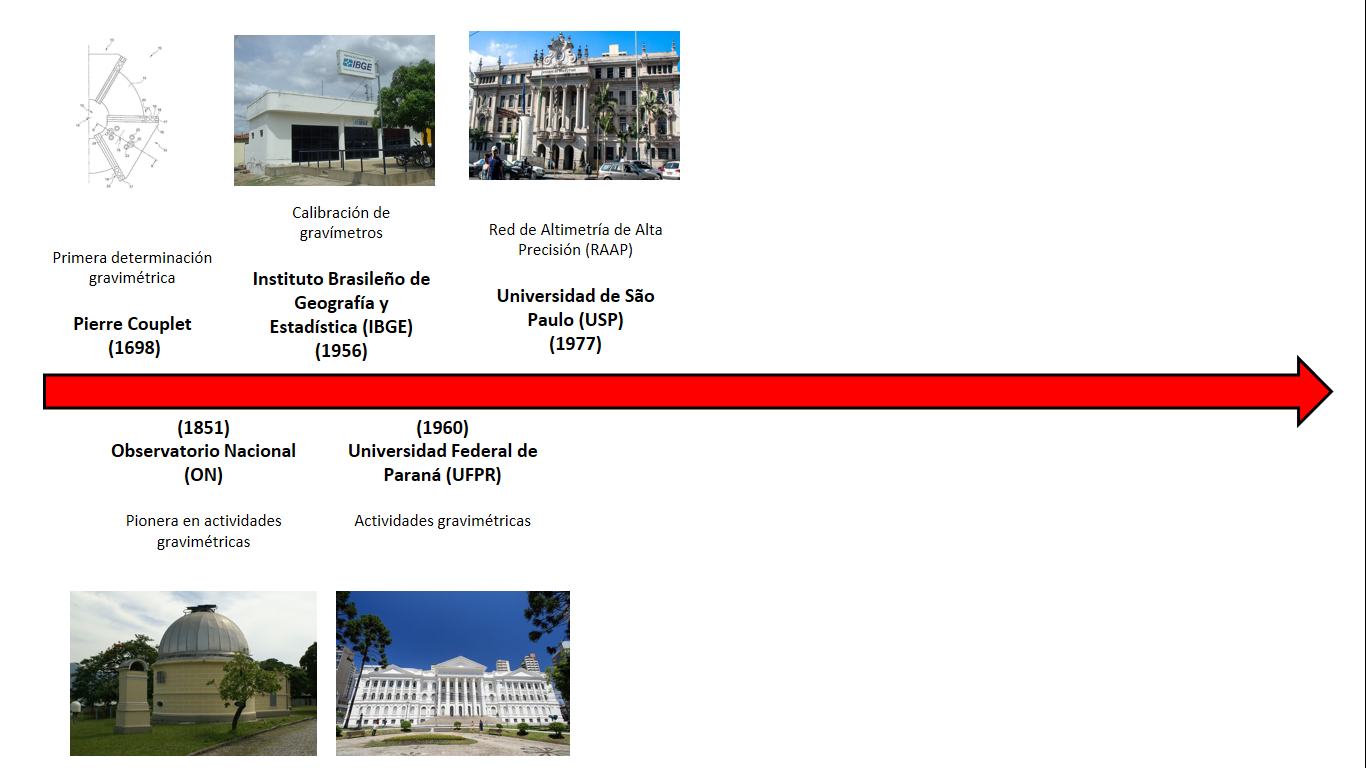 IBGE
Calibración de
gravímetros
Red de Altimetría de Alta
Precisión (RAAP)
Primera determinación
gravimétrica
Instituto Brasileño de
Geografía y
Estadística (IBGE)
(1956)
Universidad de São
Paulo (USP)
(1977)
Pierre Couplet
(1698)
(1851)
Observatorio Nacional
(ON)
(1960)
Universidad Federal de
Paraná (UFPR)
Pionera en actividades
gravimétricas
Actividades gravimétricas